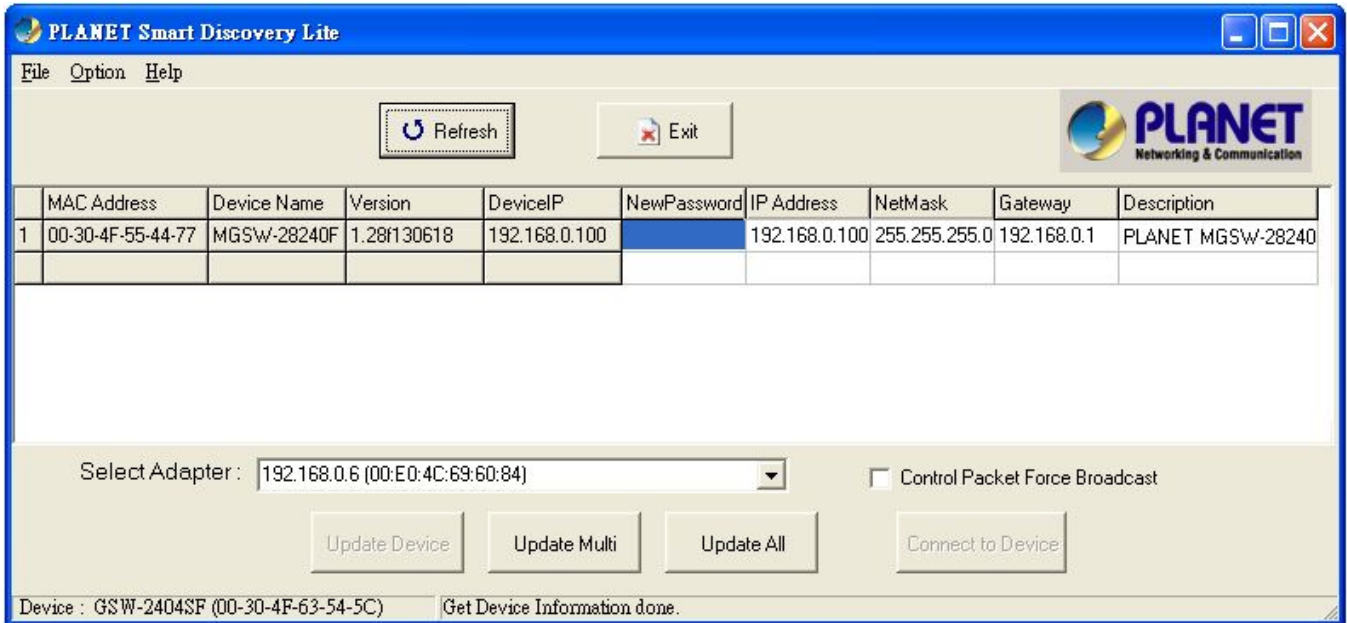 PLANET Smart Discovery Lite
File Option Help
Refresh Exit
PLANET
Networking & Communication
MAC Address Device Name Version DeviceIP NewPassword IP Address NetMask Gateway Description
1 00-30-4F-55-44-77 MGSW-28240F 1.28f130618 192.168.0.100 192.168.0.100 255.255.255.0 192.168.0.1 PLANET MGSW-28240
Select Adapter : 192.168.0.6 (00:E0:4C:69:60:84) Control Packet Force Broadcast
Update Device Update Multi Update All Connect to Device
Device : GSW-2404SF (00-30-4F-63-54-5C) Get Device Information done.